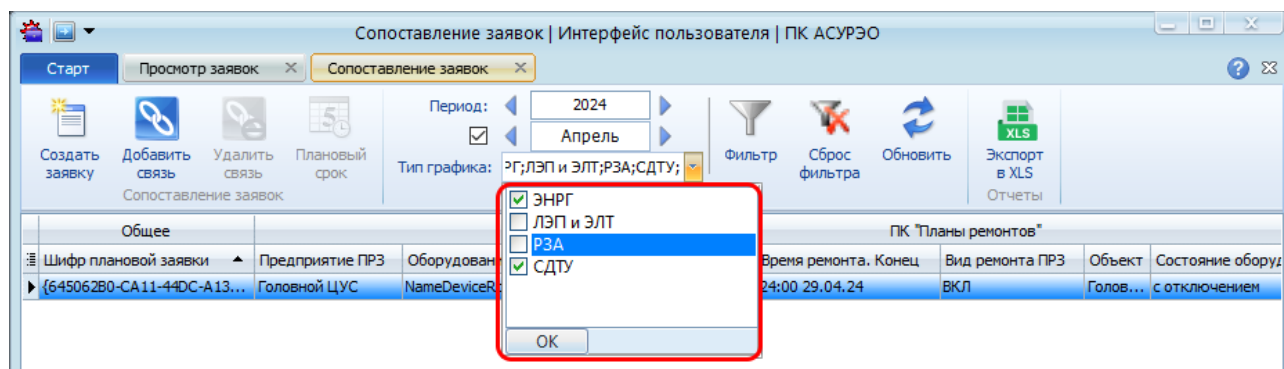 Сопоставление заявок | Интерфейс пользователя | ПК АСУРЭО
Старт Просмотр заявок Сопоставление заявок
Период: 2024
Апрель
Тип графика: РГ;ЛЭП и ЭЛТ;РЗА;СДТУ;
Создать заявку
Добавить связь
Удалить связь
Плановый срок
Фильтр
Сброс фильтра
Обновить
XLS
Экспорт в XLS
Сопоставление заявок
Отчеты
ЭНРГ
ЛЭП и ЭЛТ
РЗА
СДТУ
OK
Общее ПК "Планы ремонтов"
Шифр плановой заявки Предприятие ПРЗ Оборудован Время ремонта. Конец Вид ремонта ПРЗ Объект Состояние оборуд
{645062B0-CA11-44DC-A13... Головной ЦУС NameDeviceR 24:00 29.04.24 ВКЛ Голов... с отключением